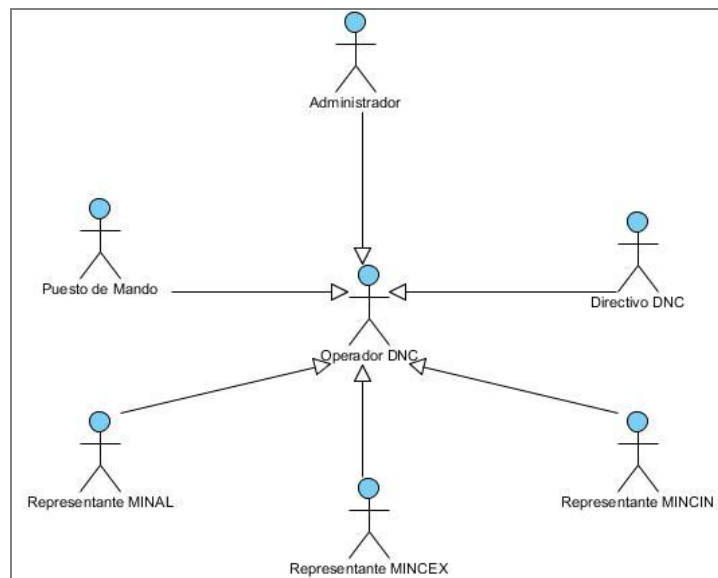 Administrador
Puesto de Mando
Directivo DNC
Operador DNC
Representante MINAL
Representante MINCIN
Representante MINCEX